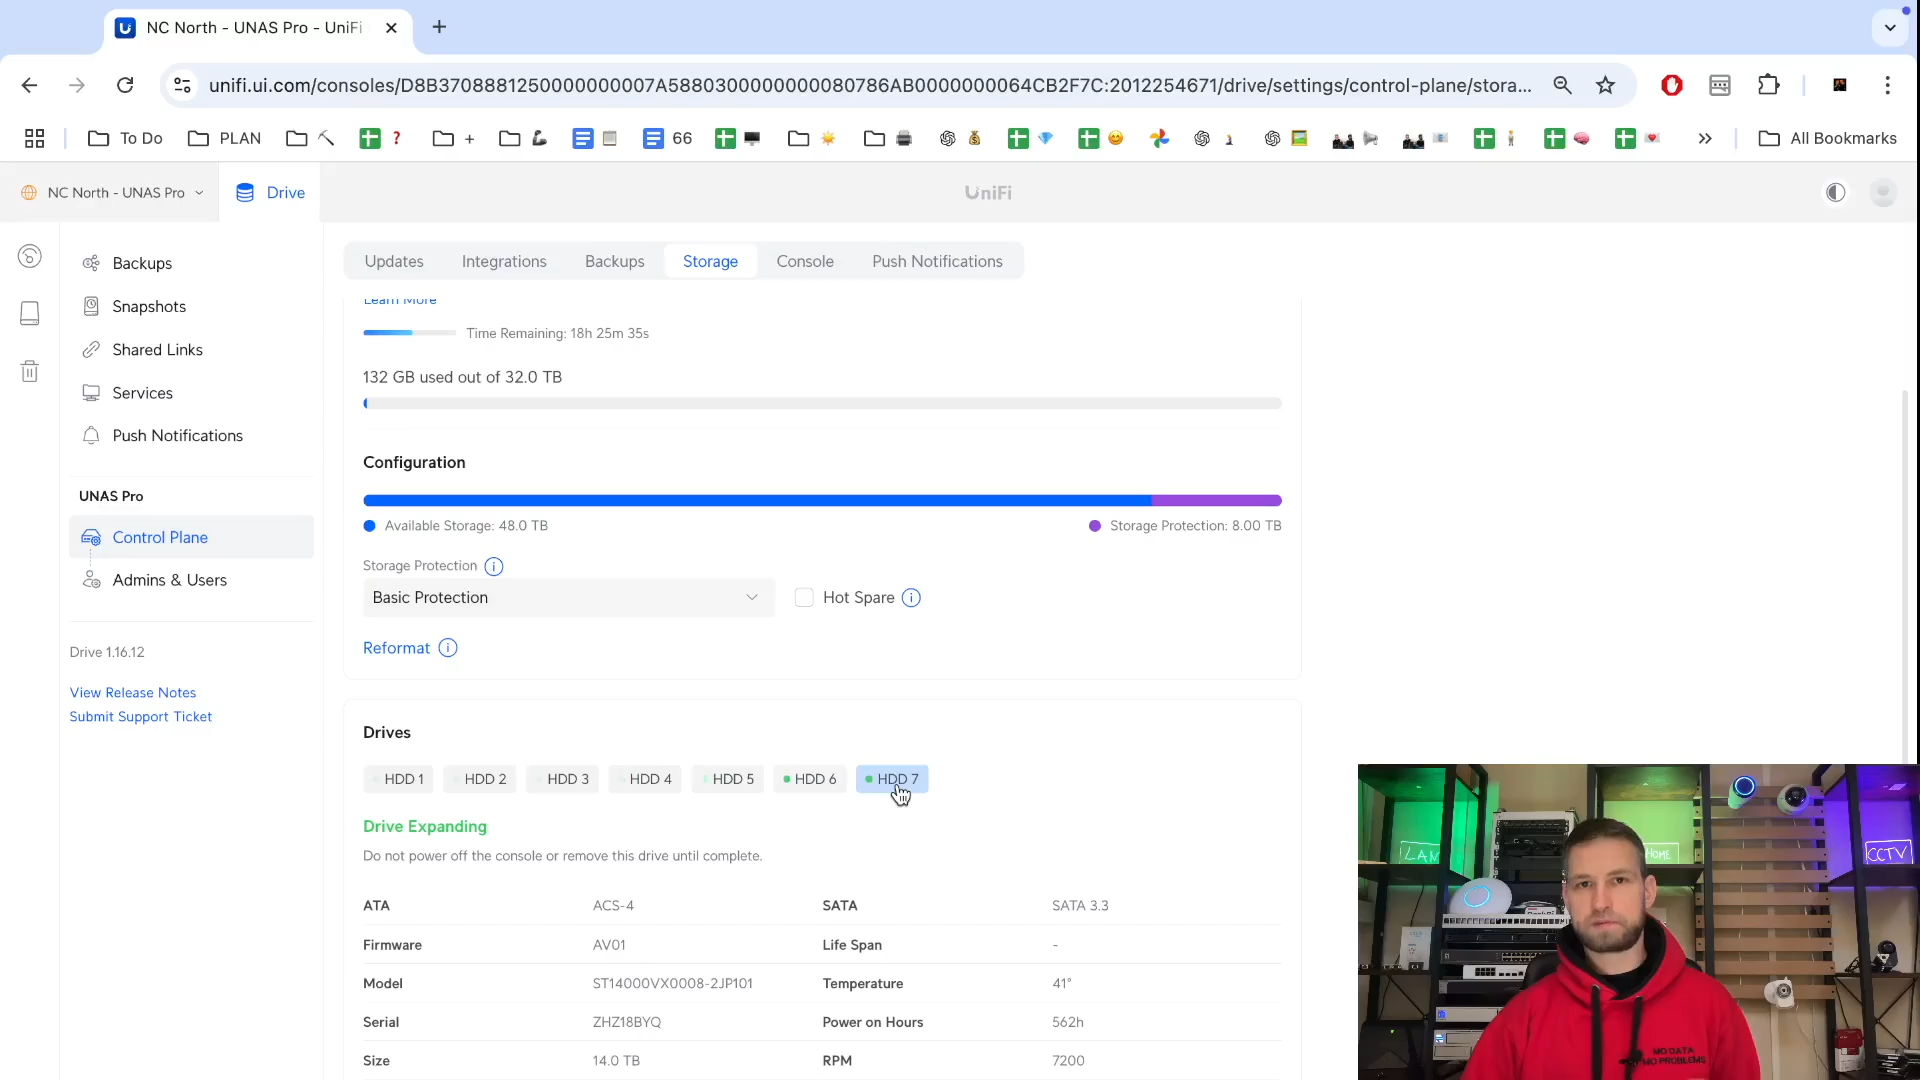 NC North - UNAS Pro - UniFi
unifi.ui.com/consoles/D8B3708881250000000007A5880300000000080786AB0000000064CB2F7C:2012254671/drive/settings/control-plane/stora...
To Do
PLAN
+
66
All Bookmarks
NC North - UNAS Pro
Drive
UniFi
Backups
Snapshots
Shared Links
Services
Push Notifications
UNAS Pro
Control Plane
Admins & Users
Drive 1.16.12
View Release Notes
Submit Support Ticket
Updates Integrations Backups Storage Console Push Notifications
Learn More
Time Remaining: 18h 25m 35s
132 GB used out of 32.0 TB
Configuration
Available Storage: 48.0 TB
Storage Protection: 8.00 TB
Storage Protection
Basic Protection
Hot Spare
Reformat
Drives
HDD 1 HDD 2 HDD 3 HDD 4 HDD 5 HDD 6 HDD 7
Drive Expanding
Do not power off the console or remove this drive until complete.
ATA ACS-4 SATA SATA 3.3
Firmware AV01 Life Span -
Model ST14000VX0008-2JP101 Temperature 41°
Serial ZHZ18BYQ Power on Hours 562h
Size 14.0 TB RPM 7200
LAN
HOME
CCTV
MO DATA
MO PROBLEMS